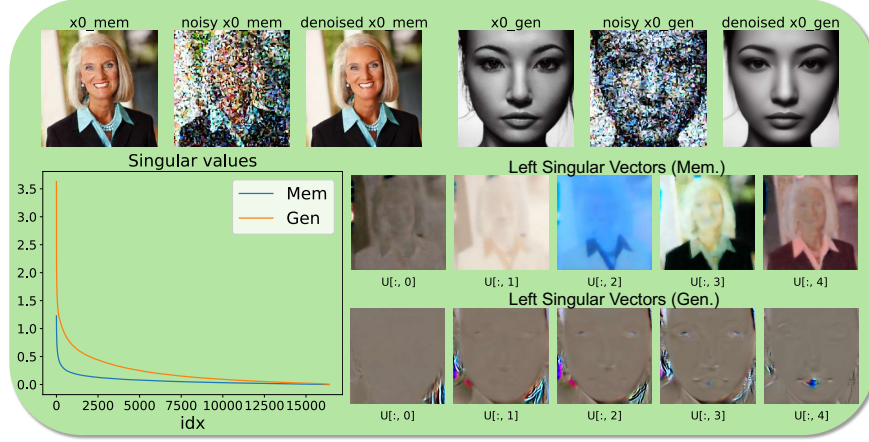 x0_mem noisy x0_mem denoised x0_mem x0_gen noisy x0_gen denoised x0_gen
Singular values
3.5
3.0
2.5
2.0
1.5
1.0
0.5
0.0
Mem
Gen
0 2500 5000 7500 10000 12500 15000
idx
Left Singular Vectors (Mem.)
U[:, 0] U[:, 1] U[:, 2] U[:, 3] U[:, 4]
Left Singular Vectors (Gen.)
U[:, 0] U[:, 1] U[:, 2] U[:, 3] U[:, 4]